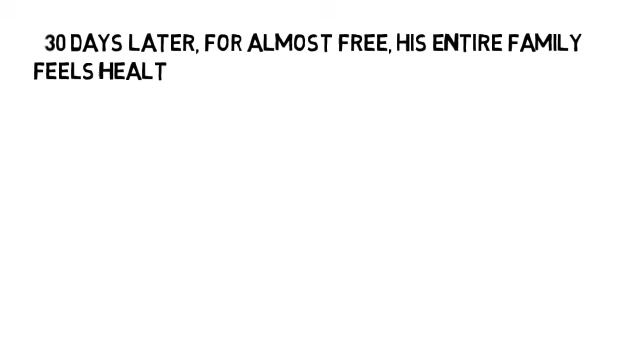 30 DAYS LATER, FOR ALMOST FREE, HIS ENTIRE FAMILY
FEELS HEALT